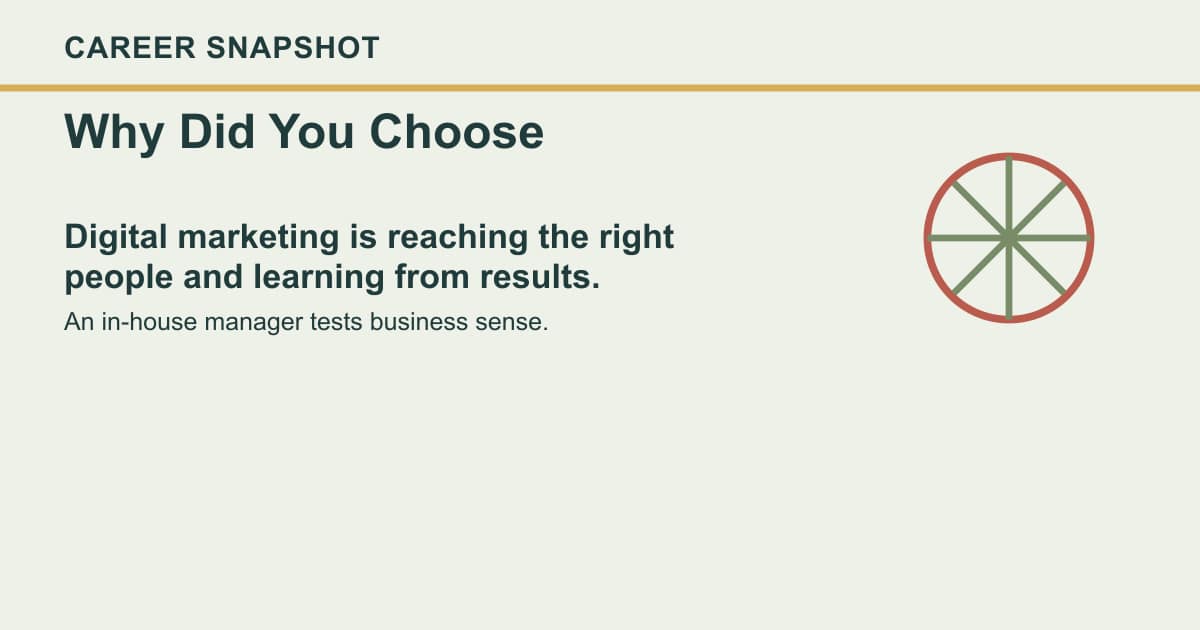 CAREER SNAPSHOT
Why Did You Choose
Digital marketing is reaching the right
people and learning from results.
An in-house manager tests business sense.